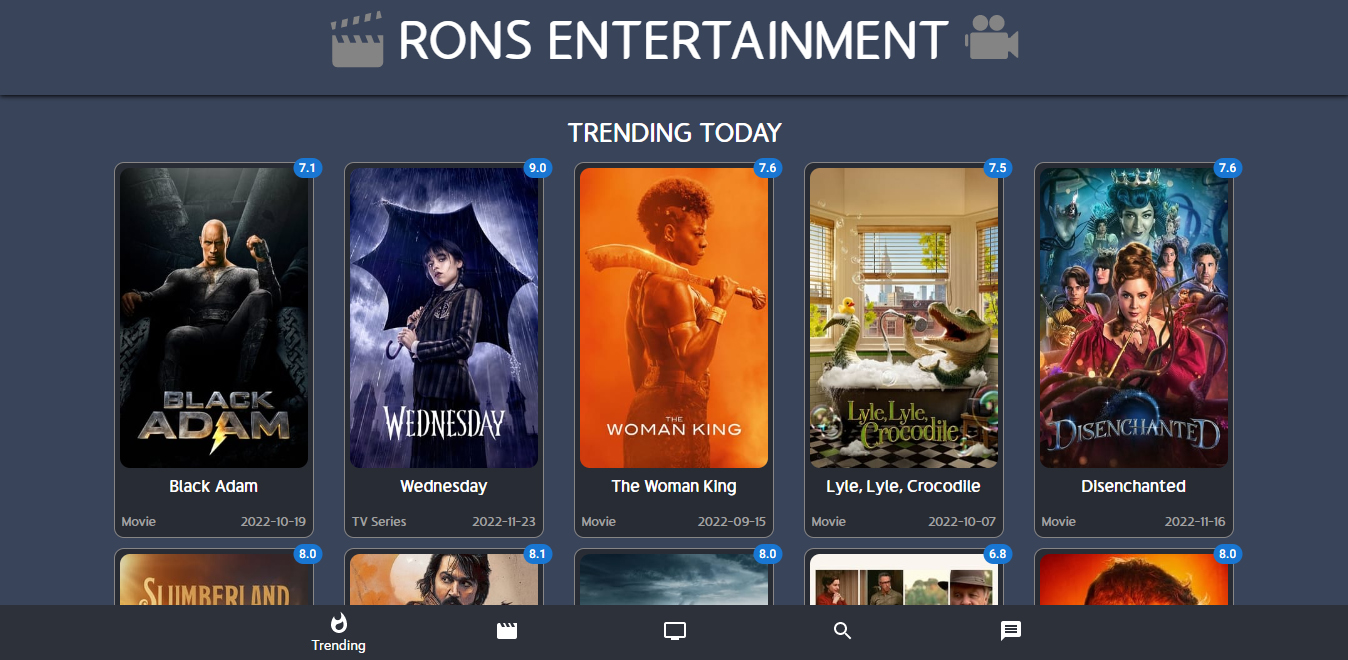 RONS ENTERTAINMENT
TRENDING TODAY
7.1
9.0
7.6
7.5
7.6
BLACK
ADAM
WEDNESDAY
THE
WOMAN KING
Lyle, Lyle,
Crocodile
DISENCHANTED
Black Adam
Wednesday
The Woman King
Lyle, Lyle, Crocodile
Disenchanted
Movie 2022-10-19
TV Series 2022-11-23
Movie 2022-09-15
Movie 2022-10-07
Movie 2022-11-16
8.0
8.1
8.0
6.8
8.0
SLUMBERLAND
Trending